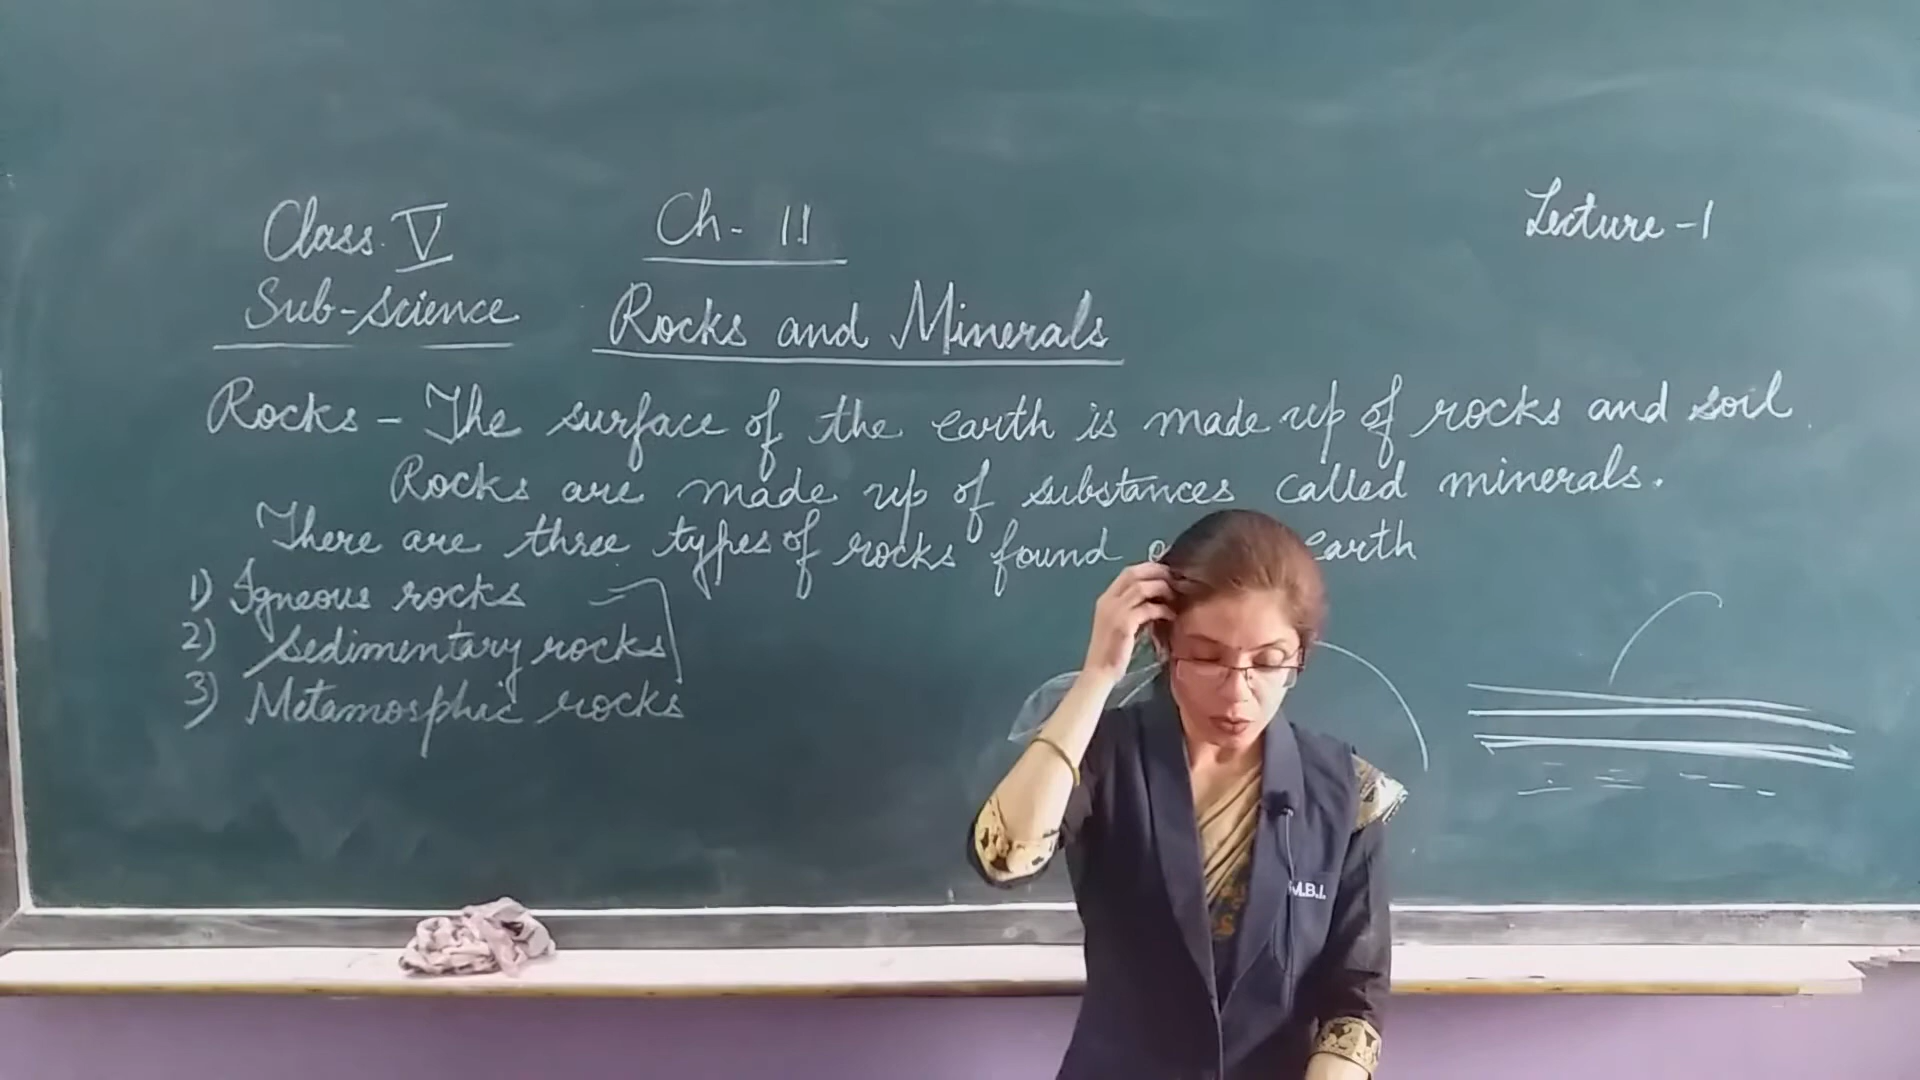 Class V
Ch- 11
Lecture -1
Sub-science
Rocks and Minerals
Rocks - The surface of the earth is made up of rocks and soil.
Rocks are made up of substances called minerals.
There are three types of rocks found earth
1) Igneous rocks
2) Sedimentary rocks
3) Metamorphic rocks
M.B.I.